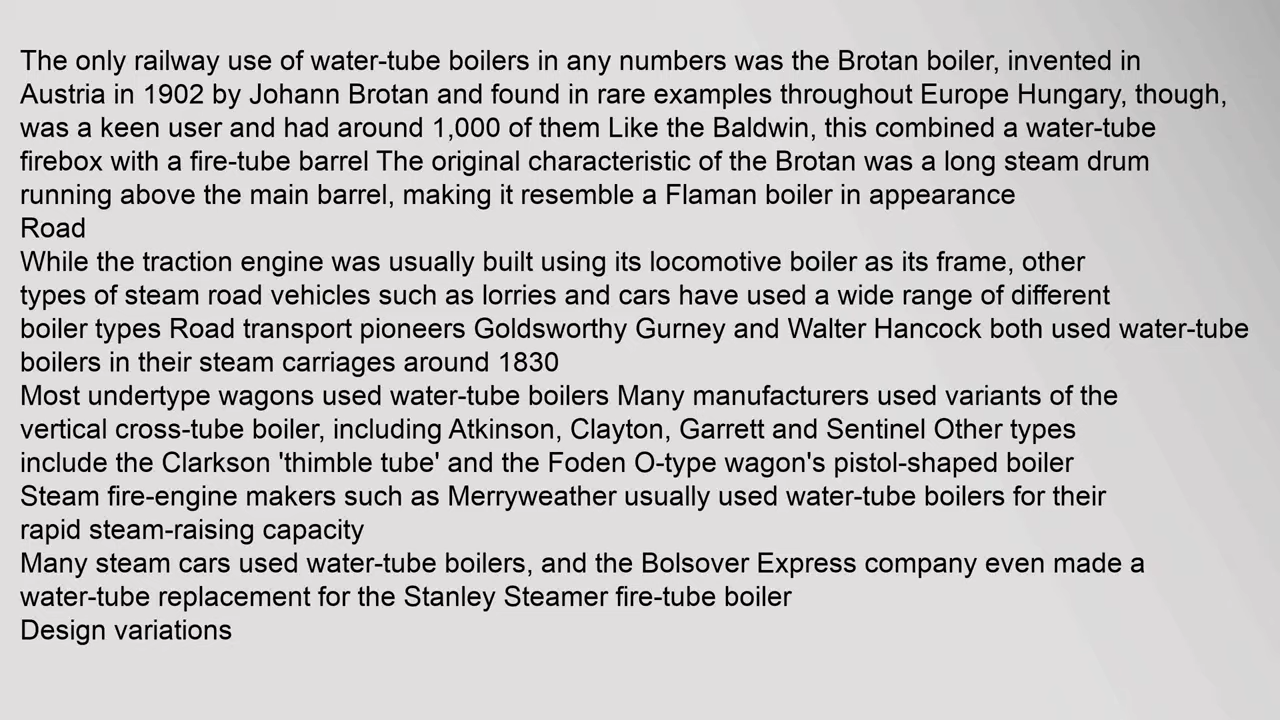 The only railway use of water-tube boilers in any numbers was the Brotan boiler, invented in
Austria in 1902 by Johann Brotan and found in rare examples throughout Europe Hungary, though,
was a keen user and had around 1,000 of them Like the Baldwin, this combined a water-tube
firebox with a fire-tube barrel The original characteristic of the Brotan was a long steam drum
running above the main barrel, making it resemble a Flaman boiler in appearance
Road
While the traction engine was usually built using its locomotive boiler as its frame, other
types of steam road vehicles such as lorries and cars have used a wide range of different
boiler types Road transport pioneers Goldsworthy Gurney and Walter Hancock both used water-tube
boilers in their steam carriages around 1830
Most undertype wagons used water-tube boilers Many manufacturers used variants of the
vertical cross-tube boiler, including Atkinson, Clayton, Garrett and Sentinel Other types
include the Clarkson 'thimble tube' and the Foden O-type wagon's pistol-shaped boiler
Steam fire-engine makers such as Merryweather usually used water-tube boilers for their
rapid steam-raising capacity
Many steam cars used water-tube boilers, and the Bolsover Express company even made a
water-tube replacement for the Stanley Steamer fire-tube boiler
Design variations